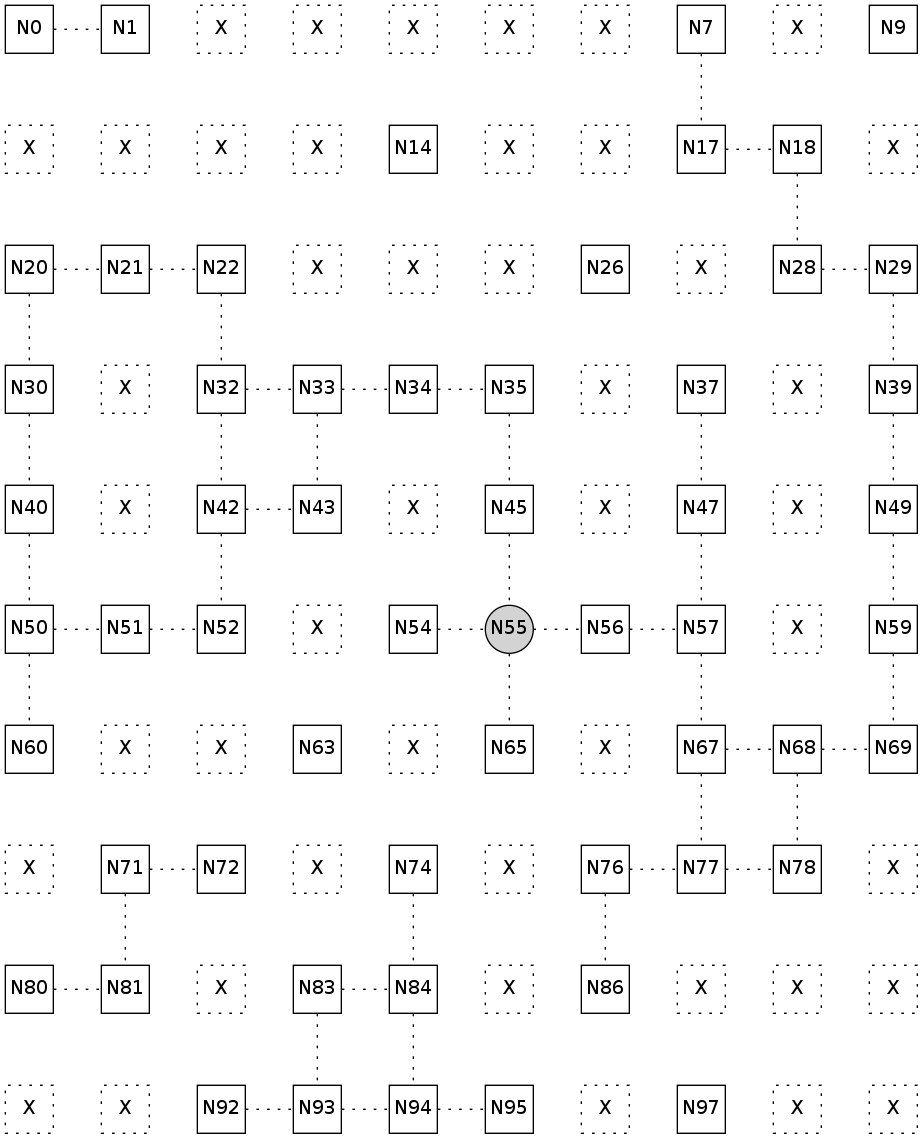 N0 N1 X X X X X N7 X N9
X X X X N14 X X N17 N18 X
N20 N21 N22 X X X N26 X N28 N29
N30 X N32 N33 N34 N35 X N37 X N39
N40 X N42 N43 X N45 X N47 X N49
N50 N51 N52 X N54 N55 N56 N57 X N59
N60 X X N63 X N65 X N67 N68 N69
X N71 N72 X N74 X N76 N77 N78 X
N80 N81 X N83 N84 X N86 X X X
X X N92 N93 N94 N95 X N97 X X